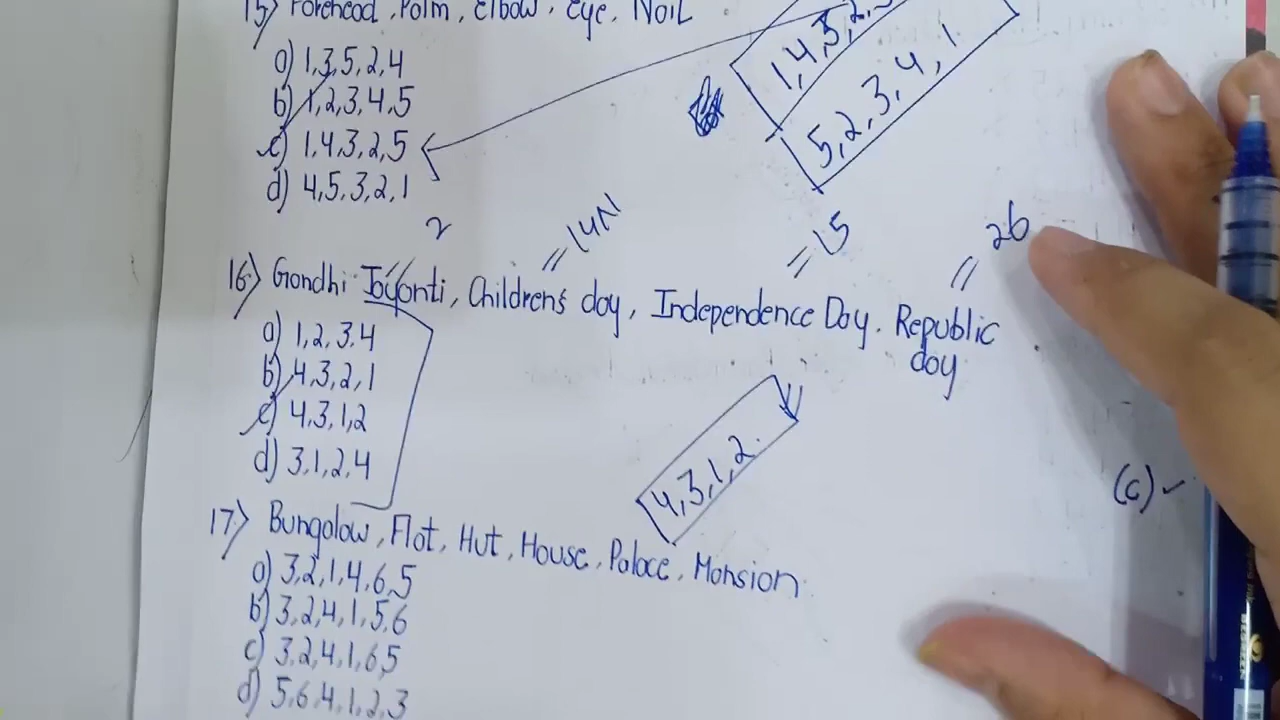 15) Forehead, Palm, Elbow, Eye, Nail
a) 1,3,5,2,4
b) 1,2,3,4,5
c) 1,4,3,2,5
d) 4,5,3,2,1
1,4,3,2,5
5,2,3,4,1
2
=14N
=15
26
16) Gandhi Jayanti, Children's day, Independence Day, Republic
day
a) 1,2,3,4
b) 4,3,2,1
c) 4,3,1,2
d) 3,1,2,4
4,3,1,2.
(c)
17) Bungalow, Flat, Hut, House, Palace, Mansion
a) 3,2,1,4,6,5
b) 3,2,4,1,5,6
c) 3,2,4,1,6,5
d) 5,6,4,1,2,3